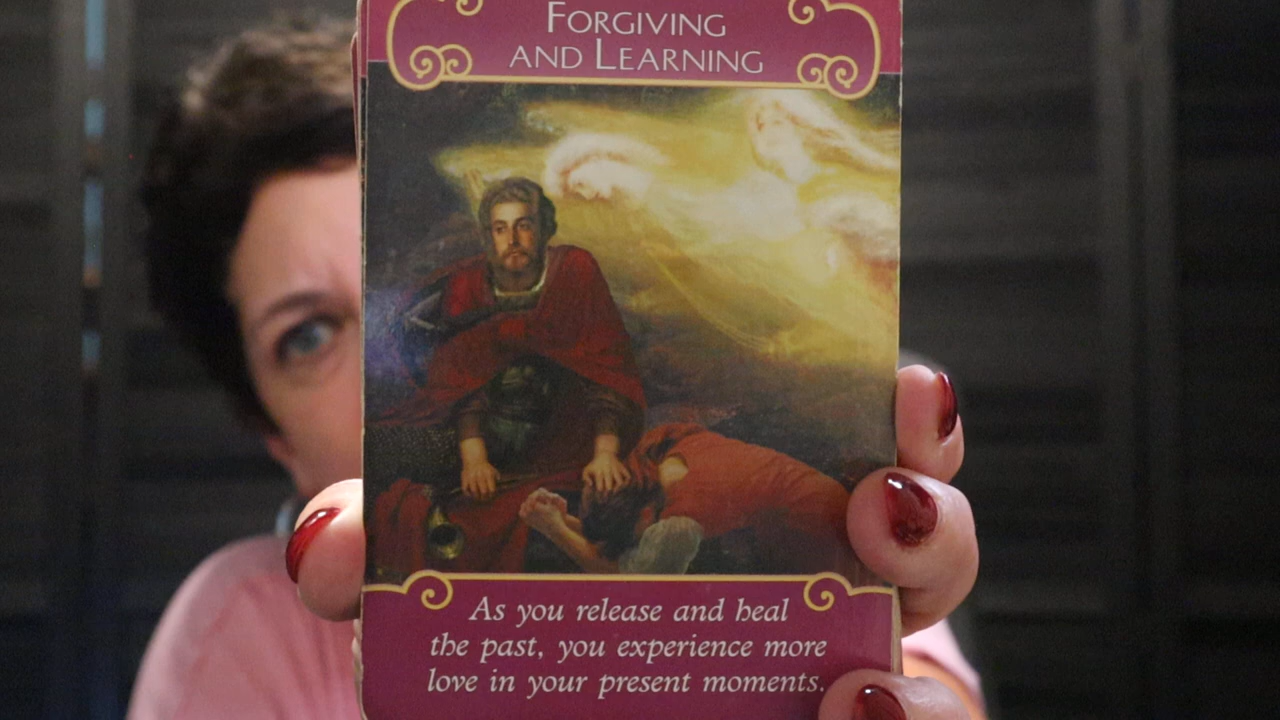 FORGIVING
AND LEARNING
As you release and heal
the past, you experience more
love in your present moments.